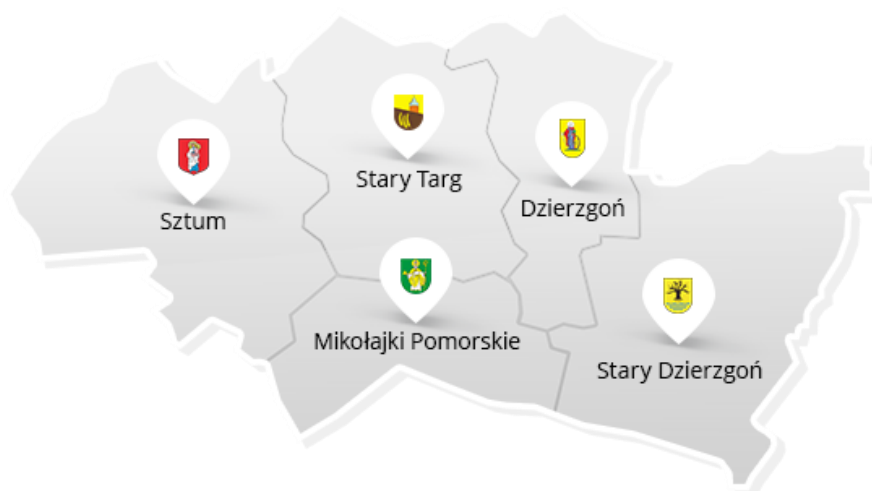 Stary Targ
Dzierzgoń
Sztum
Mikołajki Pomorskie
Stary Dzierzgoń